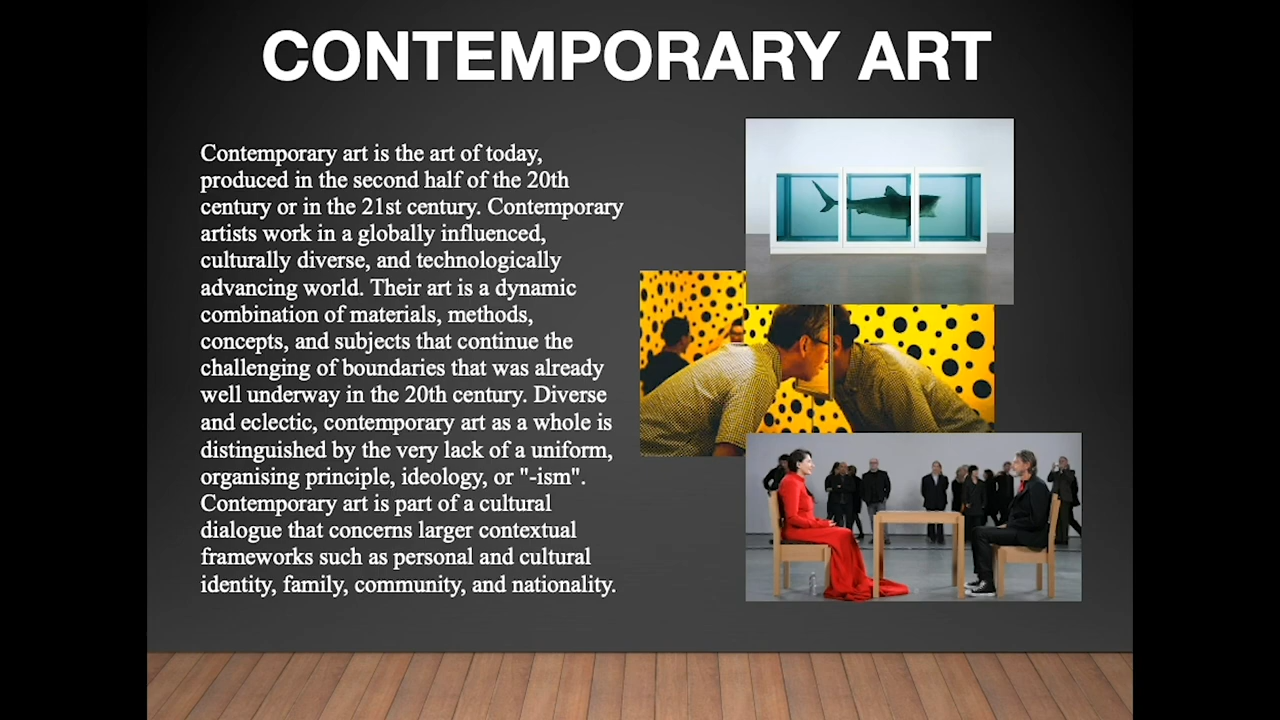 CONTEMPORARY ART
Contemporary art is the art of today,
produced in the second half of the 20th
century or in the 21st century. Contemporary
artists work in a globally influenced,
culturally diverse, and technologically
advancing world. Their art is a dynamic
combination of materials, methods,
concepts, and subjects that continue the
challenging of boundaries that was already
well underway in the 20th century. Diverse
and eclectic, contemporary art as a whole is
distinguished by the very lack of a uniform,
organising principle, ideology, or "-ism".
Contemporary art is part of a cultural
dialogue that concerns larger contextual
frameworks such as personal and cultural
identity, family, community, and nationality.